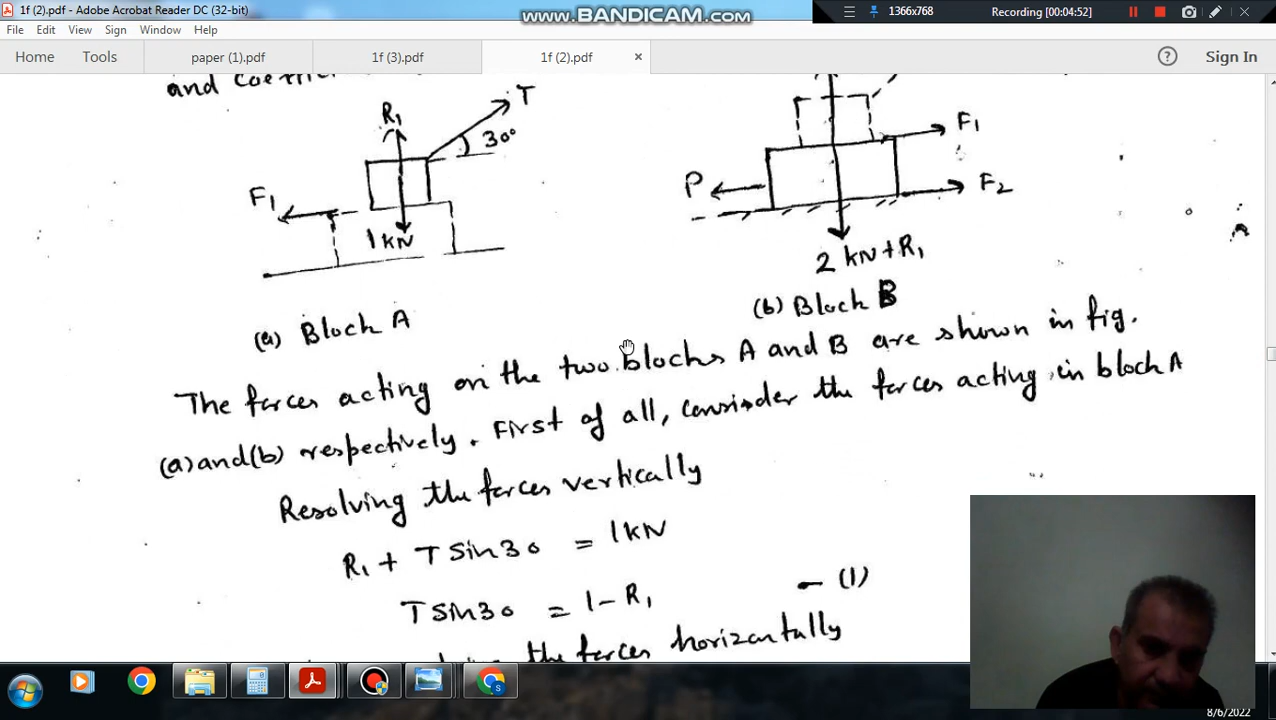 1f (2).pdf - Adobe Acrobat Reader DC (32-bit)
www.BANDICAM.com
1366x768
Recording [00:04:52]
File Edit View Sign Window Help
Home Tools paper (1).pdf 1f (3).pdf 1f (2).pdf × ? Sign In
and
R1 T 30° F1 1 kN
F1 P F2 2 kN + R1
(a) Block A
(b) Block B
The forces acting on the two blocks A and B are shown in fig.
(a) and (b) respectively. First of all, consider the forces acting in block A
Resolving the forces vertically
R1 + T Sin30 = 1 kN
T Sin30 = 1 - R1 - (1)
the forces horizontally
8/6/2022